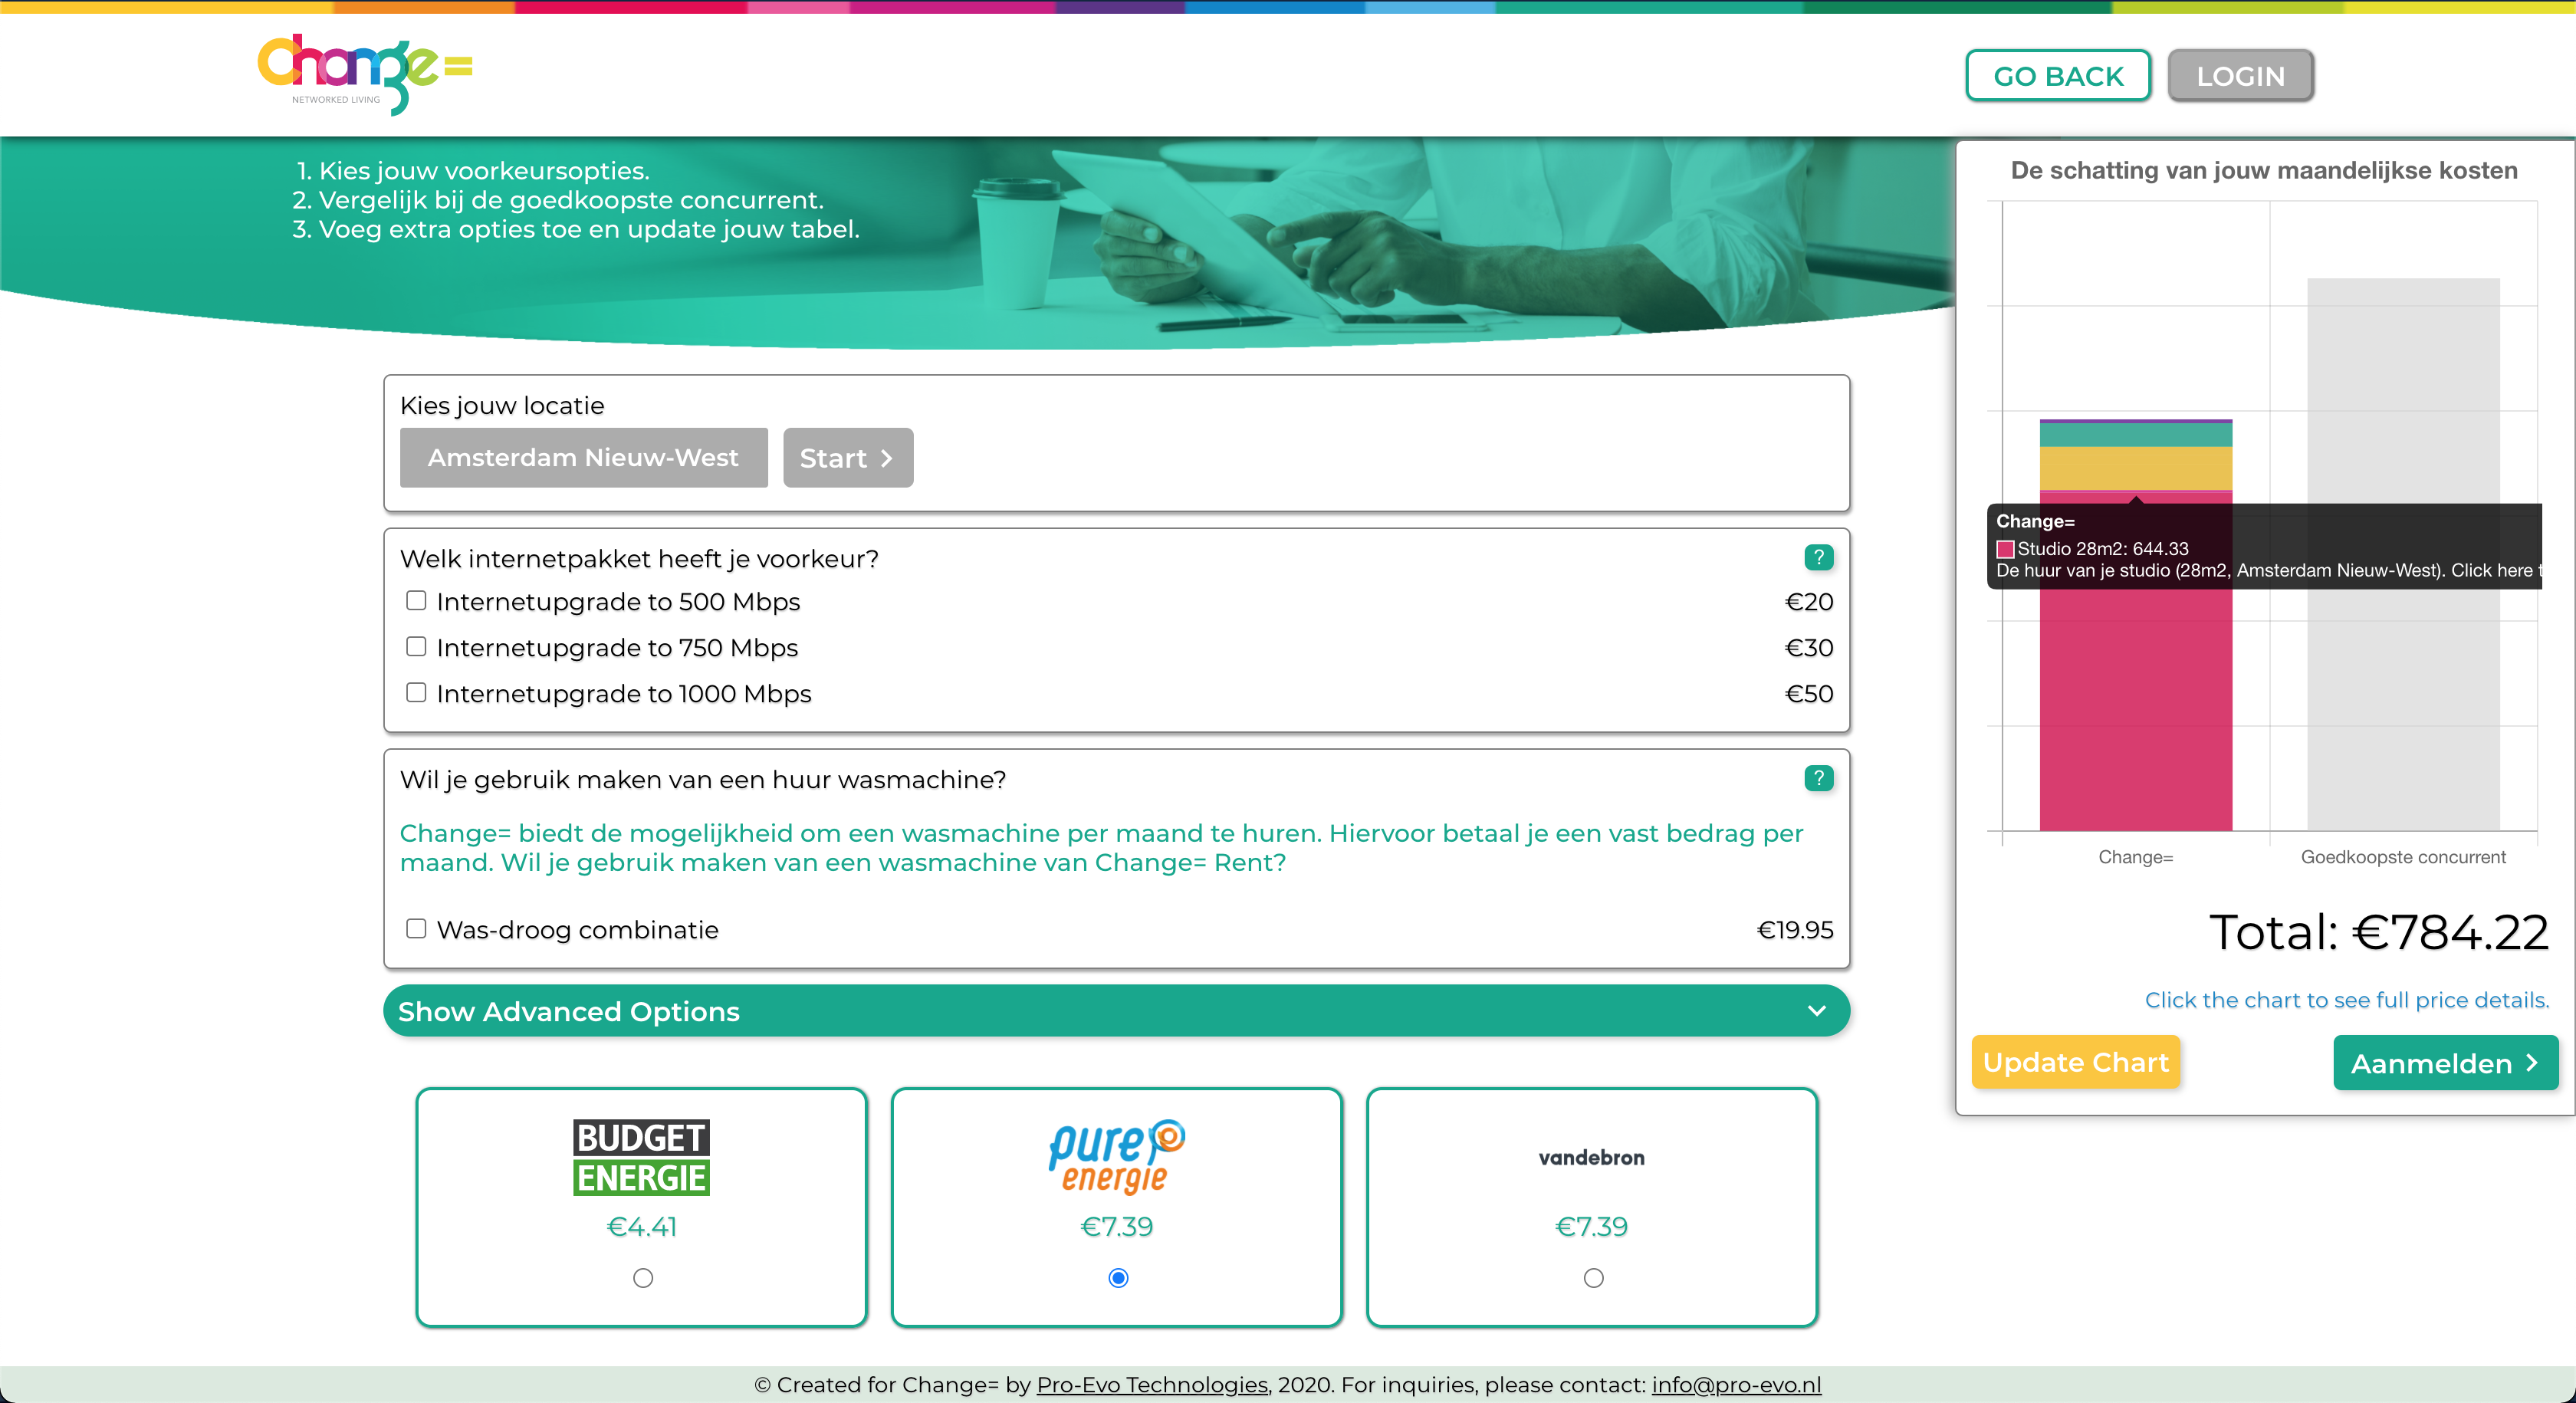 Change=
NETWORKED LIVING
GO BACK
LOGIN
1. Kies jouw voorkeursopties.
2. Vergelijk bij de goedkoopste concurrent.
3. Voeg extra opties toe en update jouw tabel.
Kies jouw locatie
Amsterdam Nieuw-West
Start
Welk internetpakket heeft je voorkeur?
?
Internetupgrade to 500 Mbps
€20
Internetupgrade to 750 Mbps
€30
Internetupgrade to 1000 Mbps
€50
Wil je gebruik maken van een huur wasmachine?
?
Change= biedt de mogelijkheid om een wasmachine per maand te huren. Hiervoor betaal je een vast bedrag per
maand. Wil je gebruik maken van een wasmachine van Change= Rent?
Was-droog combinatie
€19.95
Show Advanced Options
BUDGET
ENERGIE
€4.41
pure
energie
€7.39
vandebron
€7.39
De schatting van jouw maandelijkse kosten
Change=
Studio 28m2: 644.33
De huur van je studio (28m2, Amsterdam Nieuw-West). Click here t
Change=
Goedkoopste concurrent
Total: €784.22
Click the chart to see full price details.
Update Chart
Aanmelden
© Created for Change= by Pro-Evo Technologies, 2020. For inquiries, please contact: info@pro-evo.nl